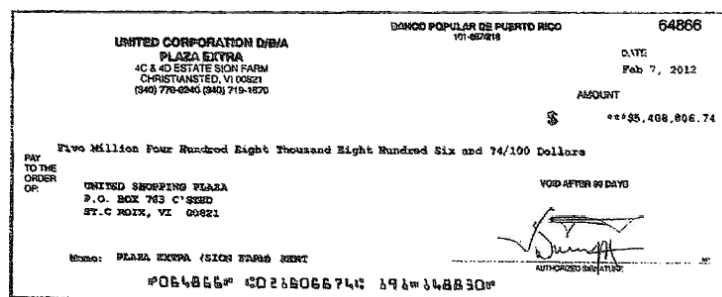 BANCO POPULAR DE PUERTO RICO
64866
UNITED CORPORATION D/B/A
PLAZA EXTRA
4C & 4D ESTATE SION FARM
CHRISTIANSTED, VI 00821
(340) 778-6240 (340) 719-1870
DATE
Feb 7, 2012
AMOUNT
$ ***$5,408,806.74
Five Million Four Hundred Eight Thousand Eight Hundred Six and 74/100 Dollars
PAY
TO THE
ORDER
OF:
UNITED SHOPPING PLAZA
P.O. BOX 763 C'STED
ST.C ROIX, VI 00821
VOID AFTER 90 DAYS
Memo: PLAZA EXTRA (SION FARM) RENT
AUTHORIZED SIGNATURE